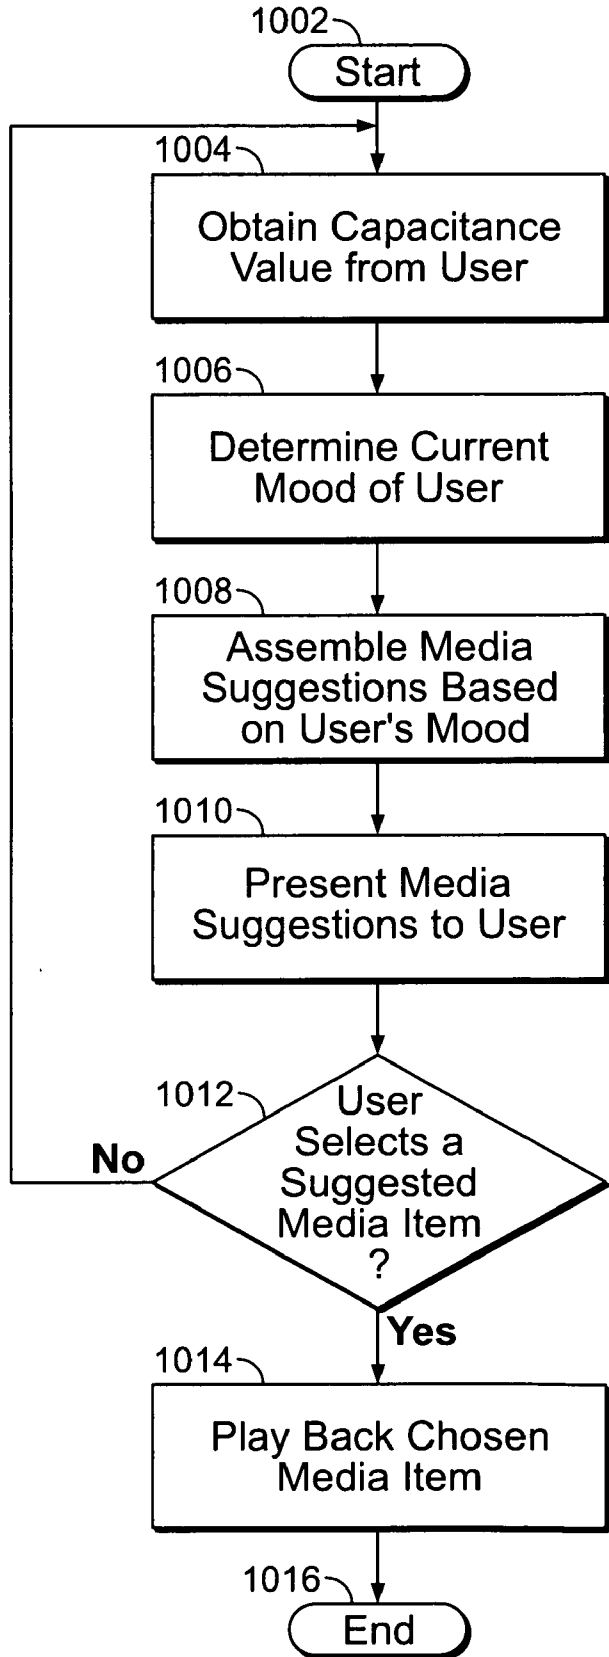 1002
Start
1004
Obtain Capacitance
Value from User
1006
Determine Current
Mood of User
1008
Assemble Media
Suggestions Based
on User's Mood
1010
Present Media
Suggestions to User
1012
User
Selects a
Suggested
Media Item
?
No
Yes
1014
Play Back Chosen
Media Item
1016
End